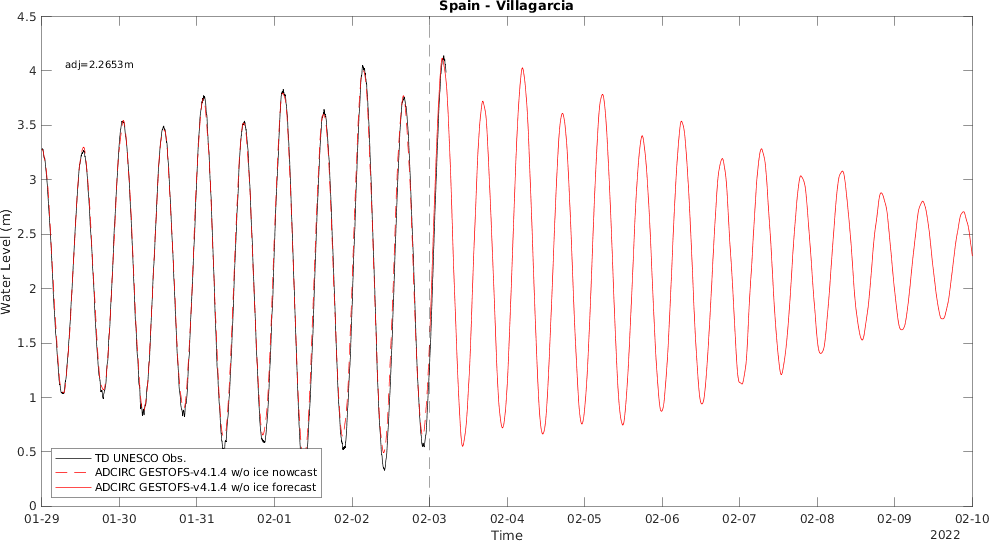 Spain - Villagarcia
4.5
4
3.5
3
2.5
2
1.5
1
0.5
0
Water Level (m)
adj=2.2653m
TD UNESCO Obs.
ADCIRC GESTOFS-v4.1.4 w/o ice nowcast
ADCIRC GESTOFS-v4.1.4 w/o ice forecast
01-29 01-30 01-31 02-01 02-02 02-03 02-04 02-05 02-06 02-07 02-08 02-09 02-10
Time
2022